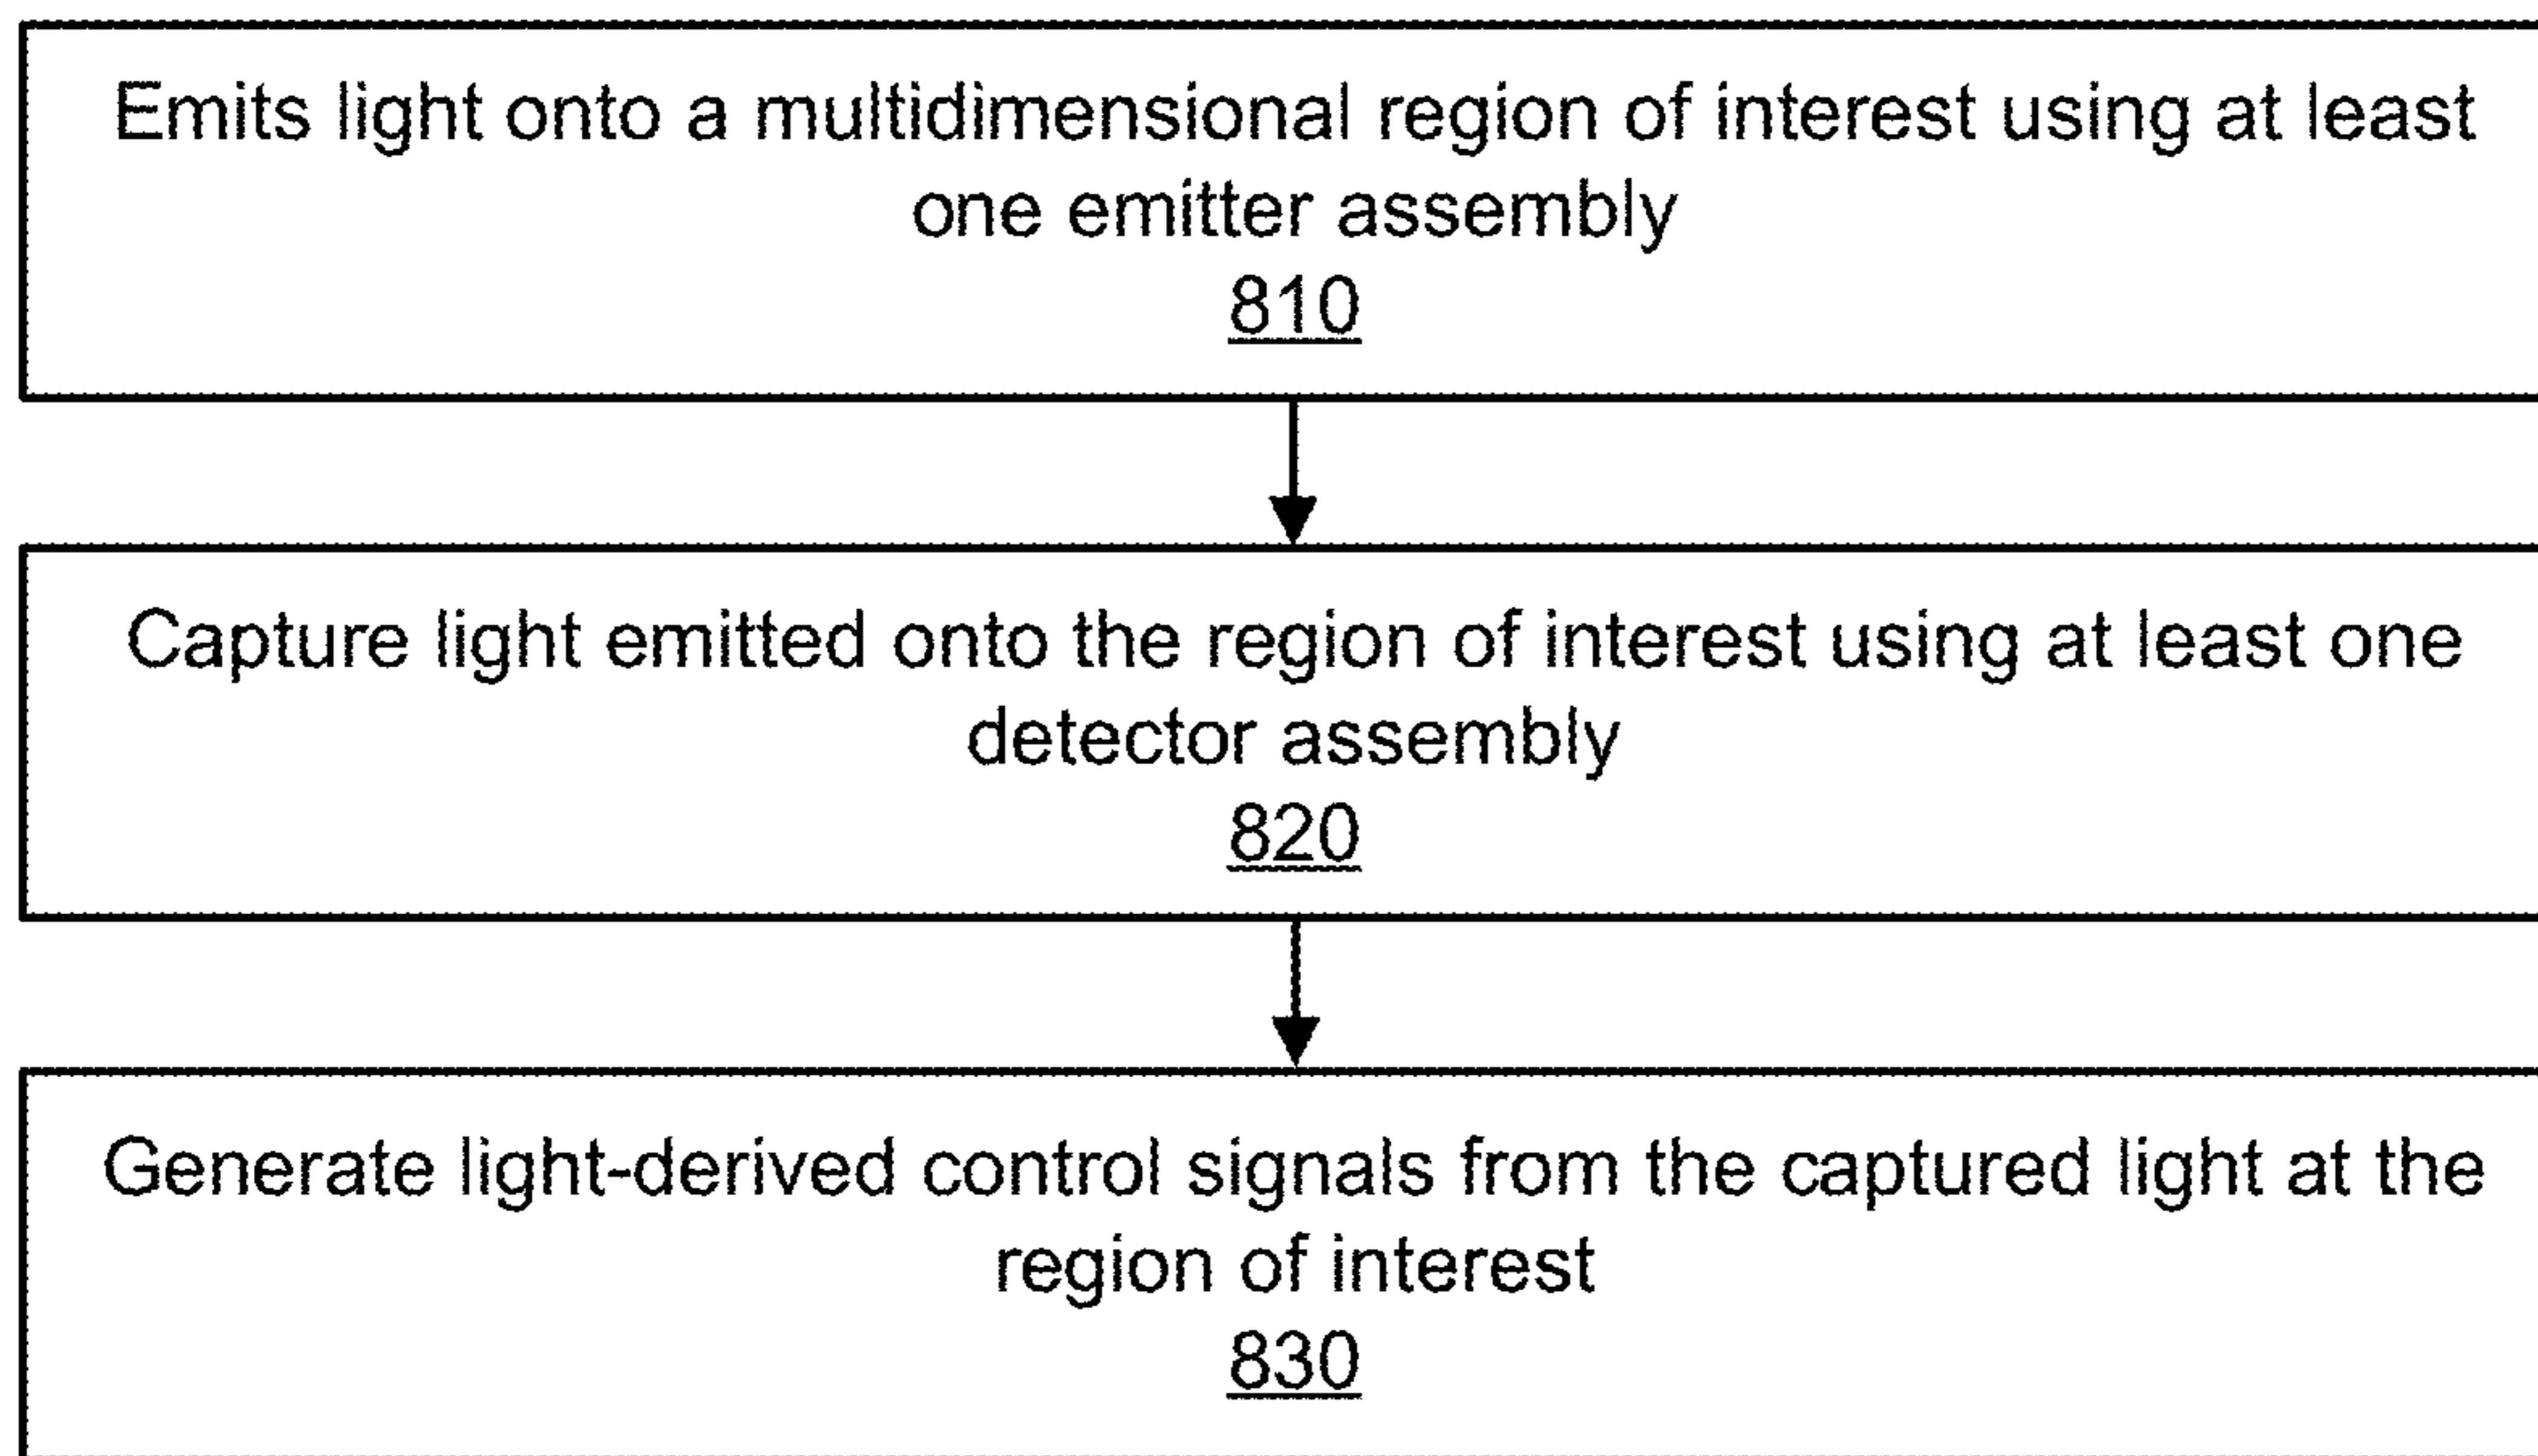 Emits light onto a multidimensional region of interest using at least
one emitter assembly
810
Capture light emitted onto the region of interest using at least one
detector assembly
820
Generate light-derived control signals from the captured light at the
region of interest
830